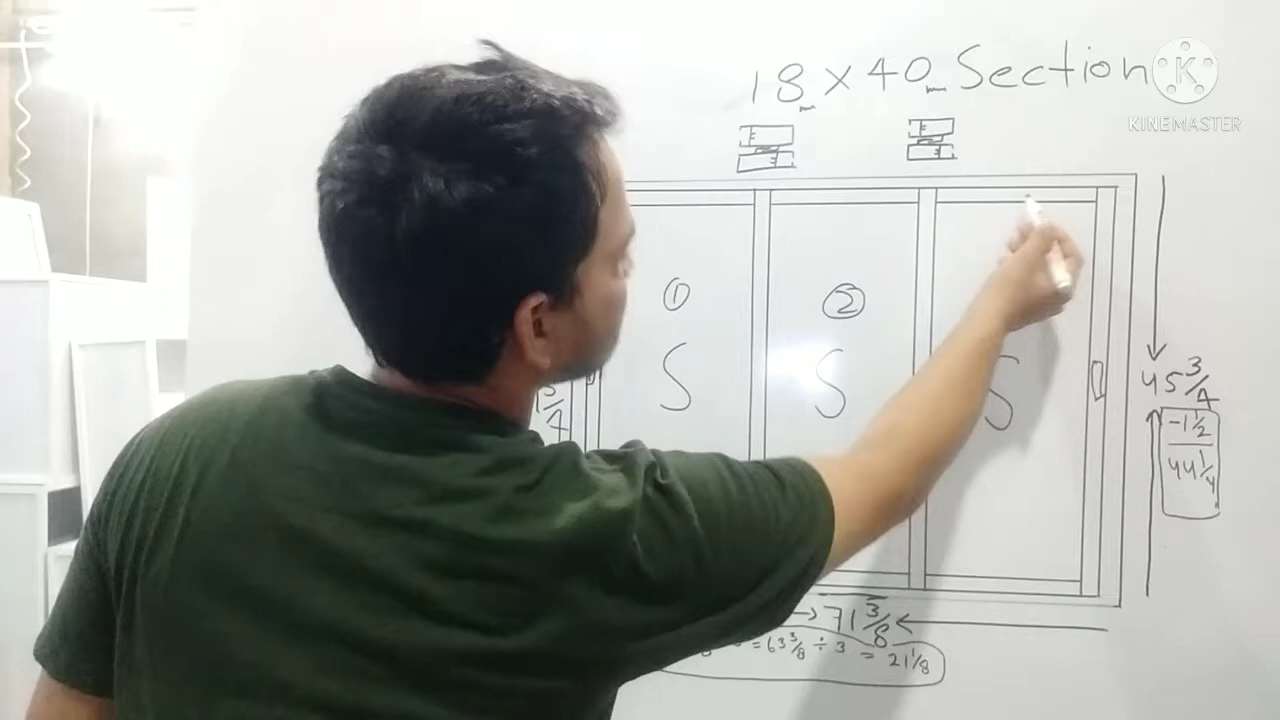 18 X 40 Section
K
KINEMASTER
① ②
S S S
45 3/4
-1 1/2
44 1/4
71 3/8
= 63 3/8 ÷ 3 = 21 1/8